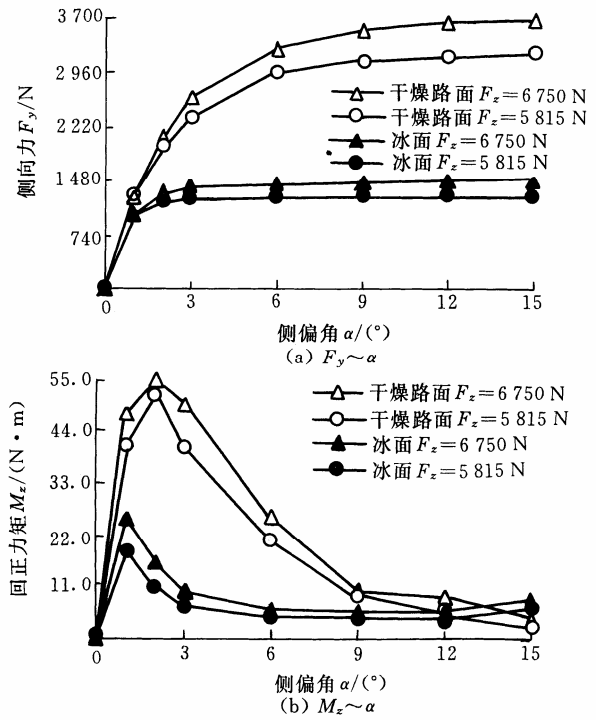 3 700
2 960
2 220
1 480
740
侧向力 Fy/N
干燥路面 Fz=6 750 N
干燥路面 Fz=5 815 N
冰面 Fz=6 750 N
冰面 Fz=5 815 N
0 3 6 9 12 15
侧偏角 α/(°)
(a) Fy~α
55.0
44.0
33.0
22.0
11.0
回正力矩 Mz/(N·m)
干燥路面 Fz=6 750 N
干燥路面 Fz=5 815 N
冰面 Fz=6 750 N
冰面 Fz=5 815 N
0 3 6 9 12 15
侧偏角 α/(°)
(b) Mz~α